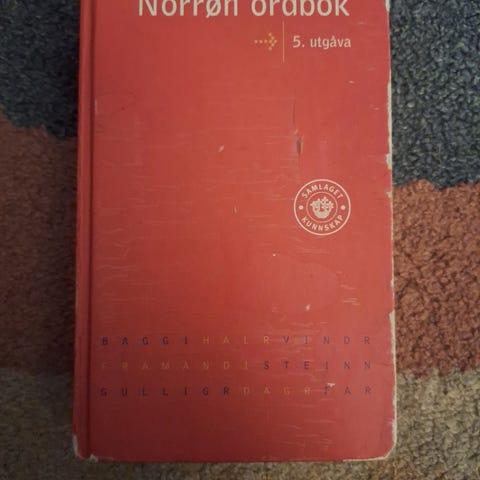 Norrøn ordbok
5. utgåva
SAMLAGET
KUNNSKAP
BAGGIHALRVINDR
FRAMANDISTEINN
GULLIGRDAGRFAR